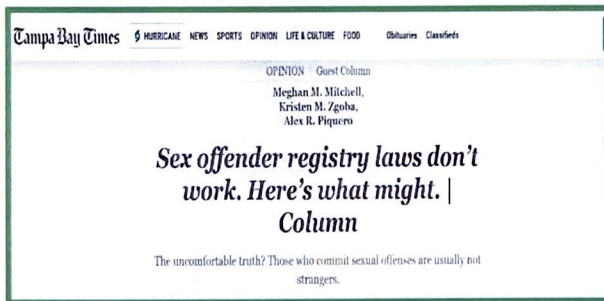 Tampa Bay Times HURRICANE NEWS SPORTS OPINION LIFE & CULTURE FOOD Obituaries Classifieds
OPINION Guest Column
Meghan M. Mitchell,
Kristen M. Zgoba,
Alex R. Piquero
Sex offender registry laws don't
work. Here's what might. |
Column
The uncomfortable truth? Those who commit sexual offenses are usually not
strangers.